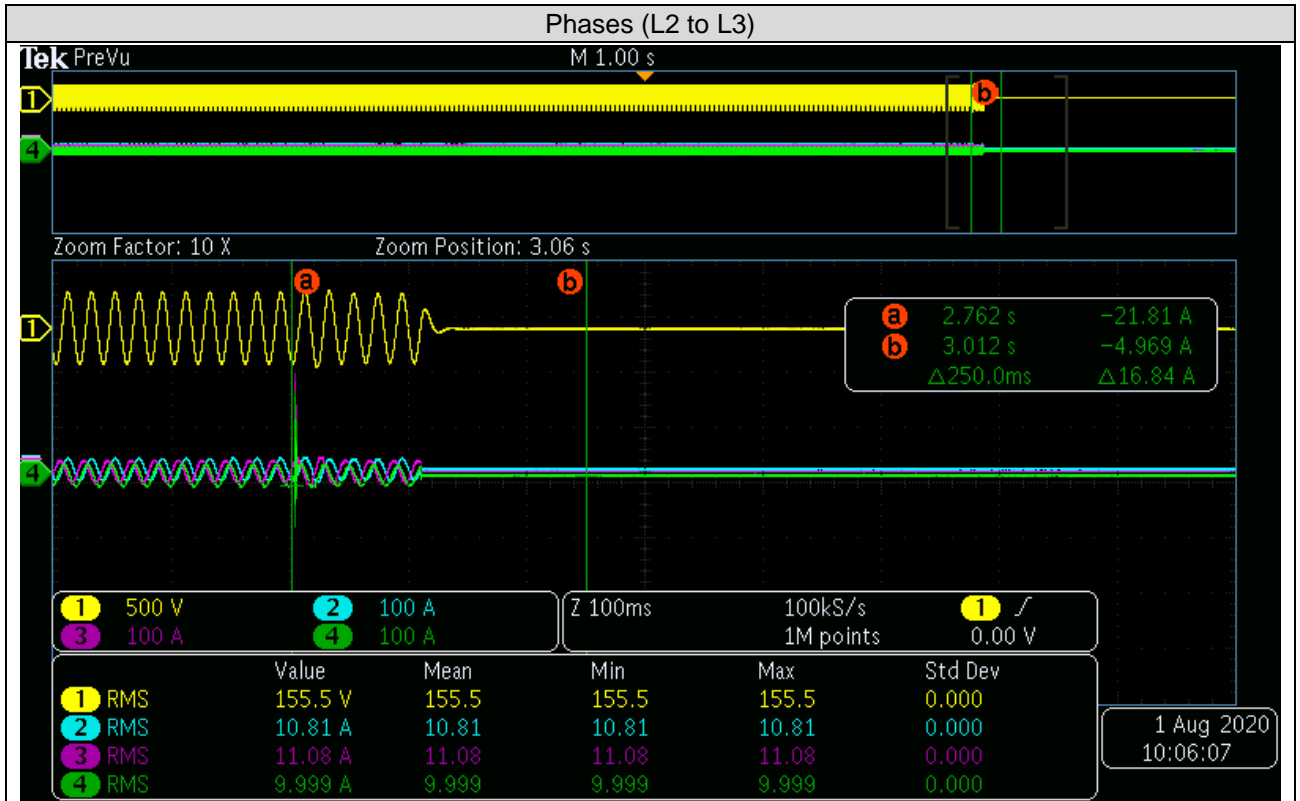 Phases (L2 to L3)
Tek PreVu M 1.00 s
1
b
4
Zoom Factor: 10 X Zoom Position: 3.06 s
a b
1
a 2.762 s −21.81 A
b 3.012 s −4.969 A
△250.0ms △16.84 A
4
1 500 V 2 100 A Z 100ms 100kS/s 1
3 100 A 4 100 A 1M points 0.00 V
Value Mean Min Max Std Dev
1 RMS 155.5 V 155.5 155.5 155.5 0.000
2 RMS 10.81 A 10.81 10.81 10.81 0.000
3 RMS 11.08 A 11.08 11.08 11.08 0.000
4 RMS 9.999 A 9.999 9.999 9.999 0.000
1 Aug 2020
10:06:07